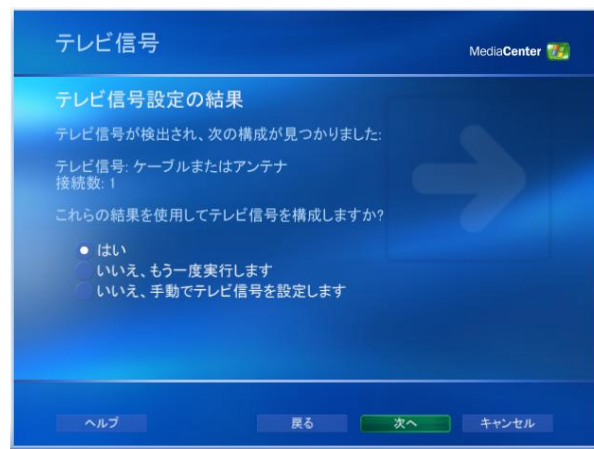 テレビ信号
MediaCenter
テレビ信号設定の結果
テレビ信号が検出され、次の構成が見つかりました:
テレビ信号: ケーブルまたはアンテナ
接続数: 1
これらの結果を使用してテレビ信号を構成しますか?
はい
いいえ、もう一度実行します
いいえ、手動でテレビ信号を設定します
ヘルプ
戻る
次へ
キャンセル